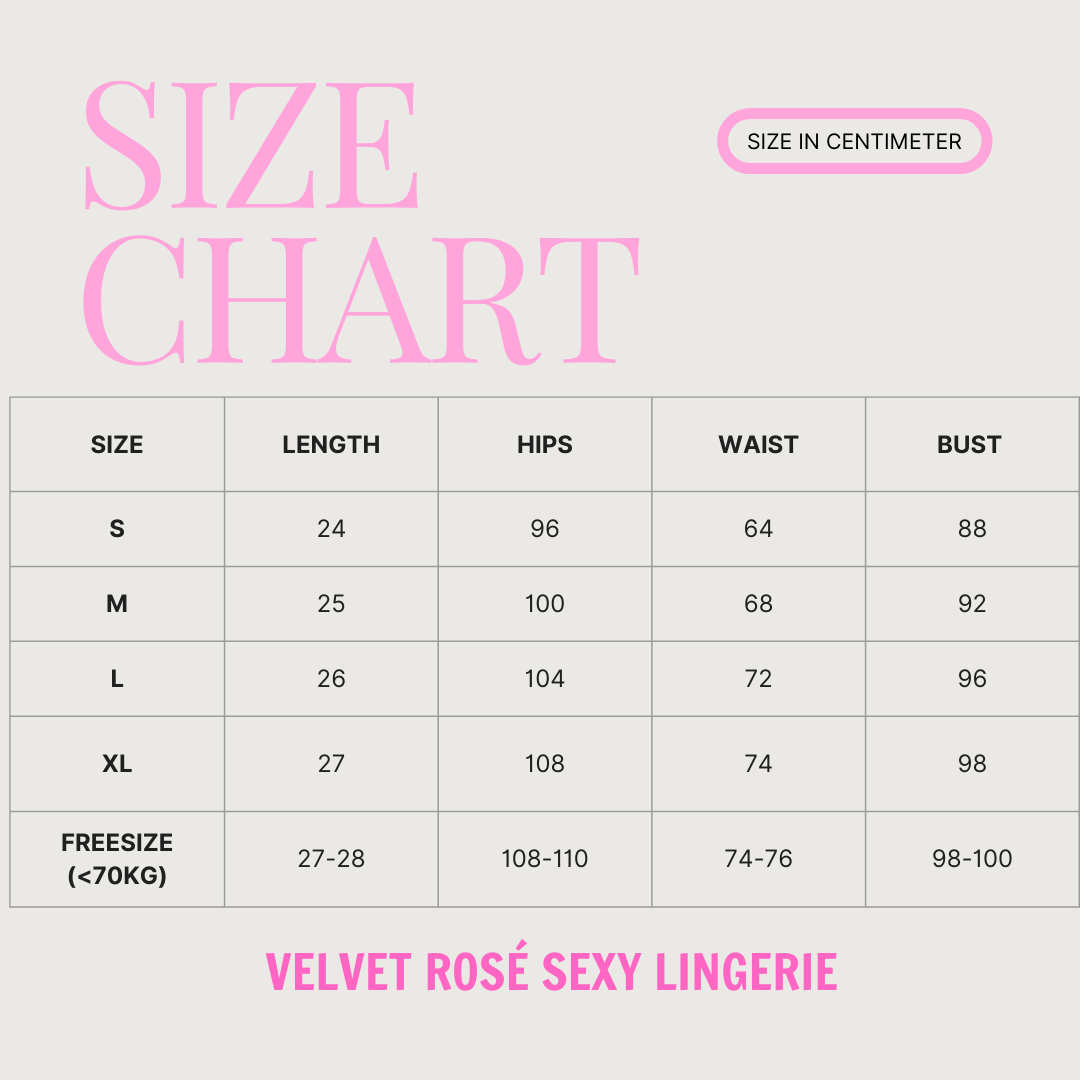 SIZE
CHART
SIZE IN CENTIMETER
SIZE LENGTH HIPS WAIST BUST
S 24 96 64 88
M 25 100 68 92
L 26 104 72 96
XL 27 108 74 98
FREESIZE
(<70KG) 27-28 108-110 74-76 98-100
VELVET ROSÉ SEXY LINGERIE